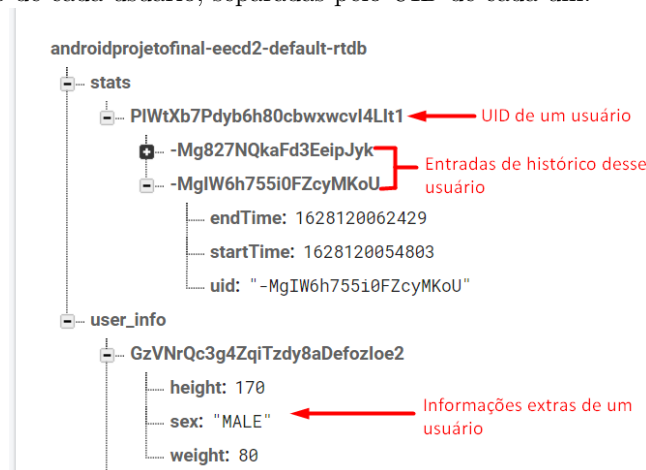 de cada usuário, separadas pelo UID de cada um.
androidprojetofinal-eecd2-default-rtdb
stats
PIWtXb7Pdyb6h80cbwxwcvI4LIt1
UID de um usuário
-Mg827NQkaFd3EeipJyk
-MgIW6h755i0FZcyMKoU
Entradas de histórico desse
usuário
endTime: 1628120062429
startTime: 1628120054803
uid: "-MgIW6h755i0FZcyMKoU"
user_info
GzVNrQc3g4ZqiTzdy8aDefozIoe2
height: 170
sex: "MALE"
Informações extras de um
usuário
weight: 80